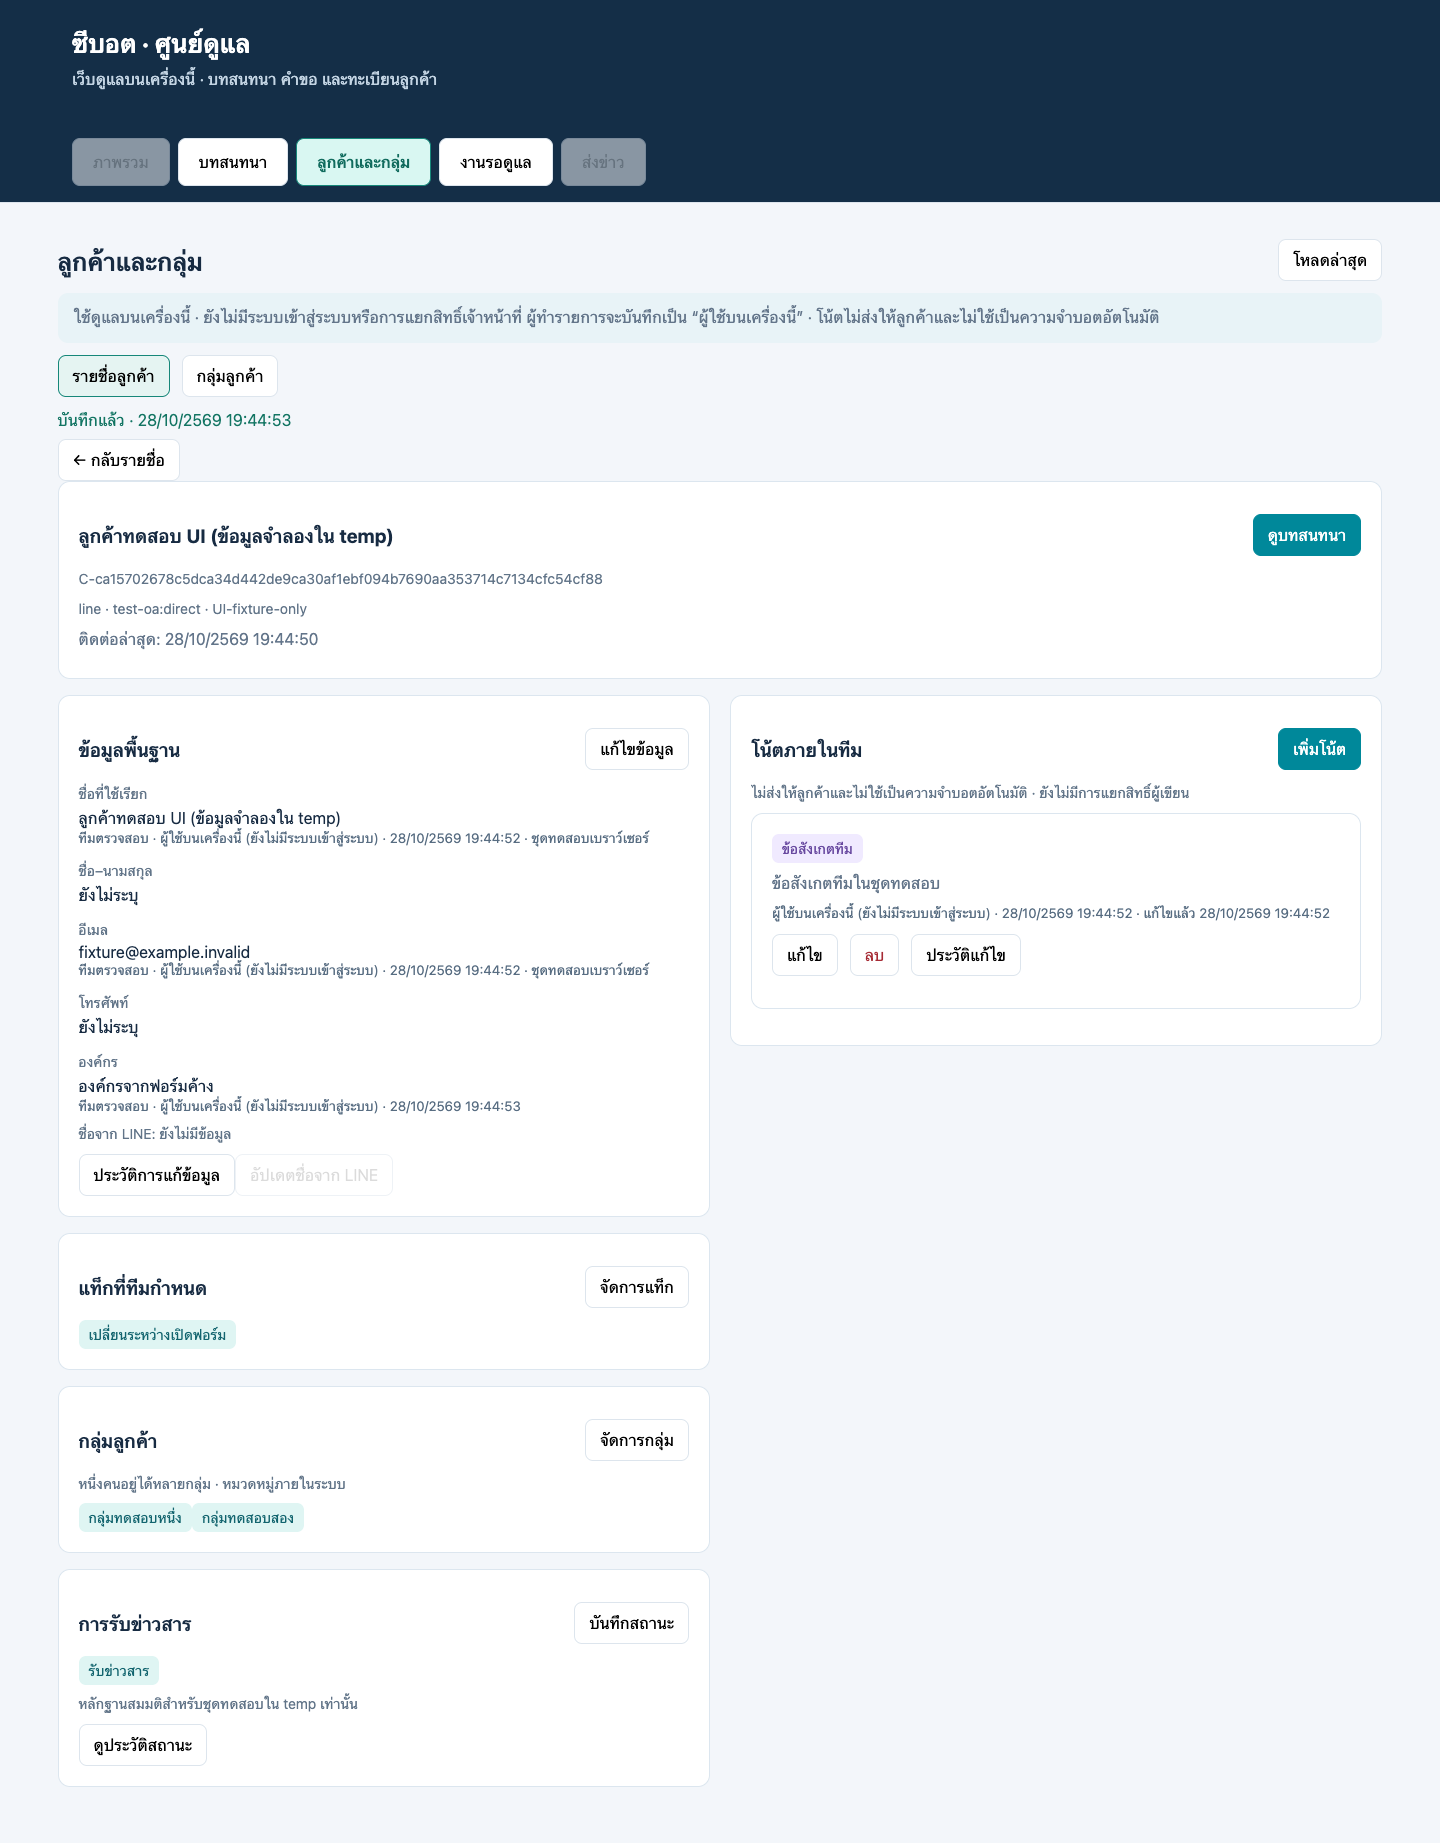 ซีบอต · ศูนย์ดูแล
เว็บดูแลบนเครื่องนี้ · บทสนทนา คำขอ และทะเบียนลูกค้า
ภาพรวม
บทสนทนา
ลูกค้าและกลุ่ม
งานรอดูแล
ส่งข่าว
ลูกค้าและกลุ่ม
โหลดล่าสุด
ใช้ดูแลบนเครื่องนี้ · ยังไม่มีระบบเข้าสู่ระบบหรือการแยกสิทธิ์เจ้าหน้าที่ ผู้ทำรายการจะบันทึกเป็น “ผู้ใช้บนเครื่องนี้” · โน้ตไม่ส่งให้ลูกค้าและไม่ใช้เป็นความจำบอตอัตโนมัติ
รายชื่อลูกค้า
กลุ่มลูกค้า
บันทึกแล้ว · 28/10/2569 19:44:53
← กลับรายชื่อ
ลูกค้าทดสอบ UI (ข้อมูลจำลองใน temp)
ดูบทสนทนา
C-ca15702678c5dca34d442de9ca30af1ebf094b7690aa353714c7134cfc54cf88
line · test-oa:direct · UI-fixture-only
ติดต่อล่าสุด: 28/10/2569 19:44:50
ข้อมูลพื้นฐาน
แก้ไขข้อมูล
ชื่อที่ใช้เรียก
ลูกค้าทดสอบ UI (ข้อมูลจำลองใน temp)
ทีมตรวจสอบ · ผู้ใช้บนเครื่องนี้ (ยังไม่มีระบบเข้าสู่ระบบ) · 28/10/2569 19:44:52 · ชุดทดสอบเบราว์เซอร์
ชื่อ–นามสกุล
ยังไม่ระบุ
อีเมล
fixture@example.invalid
ทีมตรวจสอบ · ผู้ใช้บนเครื่องนี้ (ยังไม่มีระบบเข้าสู่ระบบ) · 28/10/2569 19:44:52 · ชุดทดสอบเบราว์เซอร์
โทรศัพท์
ยังไม่ระบุ
องค์กร
องค์กรจากฟอร์มค้าง
ทีมตรวจสอบ · ผู้ใช้บนเครื่องนี้ (ยังไม่มีระบบเข้าสู่ระบบ) · 28/10/2569 19:44:53
ชื่อจาก LINE: ยังไม่มีข้อมูล
ประวัติการแก้ข้อมูล
อัปเดตชื่อจาก LINE
โน้ตภายในทีม
เพิ่มโน้ต
ไม่ส่งให้ลูกค้าและไม่ใช้เป็นความจำบอตอัตโนมัติ · ยังไม่มีการแยกสิทธิ์ผู้เขียน
ข้อสังเกตทีม
ข้อสังเกตทีมในชุดทดสอบ
ผู้ใช้บนเครื่องนี้ (ยังไม่มีระบบเข้าสู่ระบบ) · 28/10/2569 19:44:52 · แก้ไขแล้ว 28/10/2569 19:44:52
แก้ไข
ลบ
ประวัติแก้ไข
แท็กที่ทีมกำหนด
จัดการแท็ก
เปลี่ยนระหว่างเปิดฟอร์ม
กลุ่มลูกค้า
จัดการกลุ่ม
หนึ่งคนอยู่ได้หลายกลุ่ม · หมวดหมู่ภายในระบบ
กลุ่มทดสอบหนึ่ง
กลุ่มทดสอบสอง
การรับข่าวสาร
บันทึกสถานะ
รับข่าวสาร
หลักฐานสมมติสำหรับชุดทดสอบใน temp เท่านั้น
ดูประวัติสถานะ